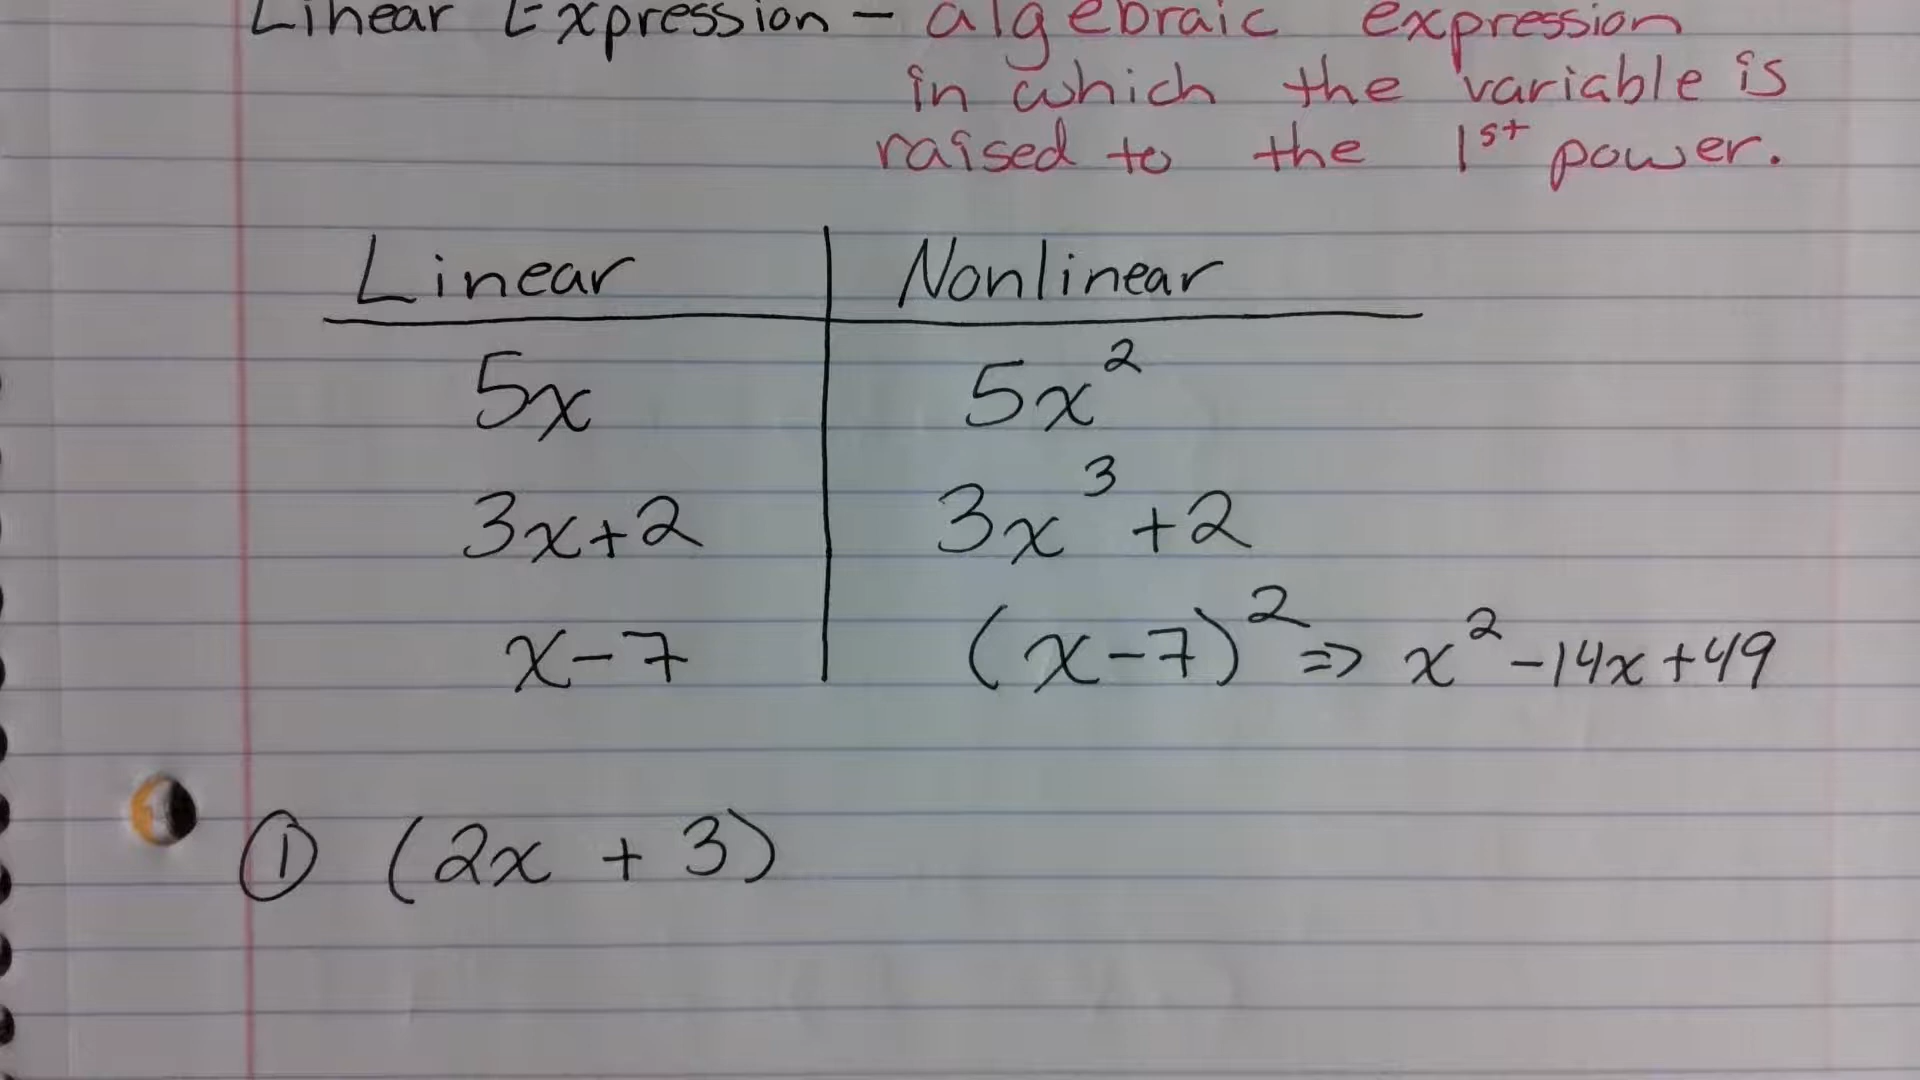 Linear Expression – algebraic expression
in which the variable is
raised to the 1st power.
Linear Nonlinear
5x 5x²
3x+2 3x³+2
x-7 (x-7)² ⇒ x²-14x+49
① (2x + 3)